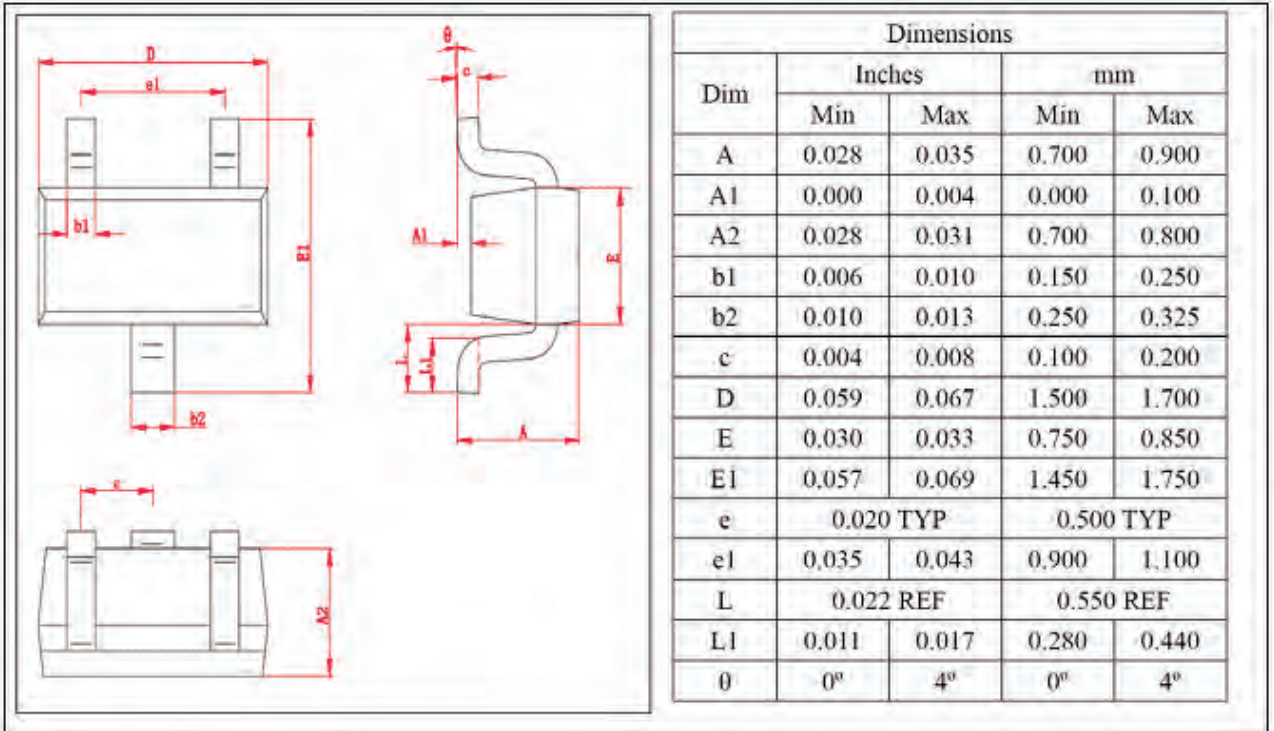 D
e1
b1
E1
b2
θ
c
A1
E
L
L1
A
e
A2
Dimensions
Dim Inches mm
Min Max Min Max
A 0.028 0.035 0.700 0.900
A1 0.000 0.004 0.000 0.100
A2 0.028 0.031 0.700 0.800
b1 0.006 0.010 0.150 0.250
b2 0.010 0.013 0.250 0.325
c 0.004 0.008 0.100 0.200
D 0.059 0.067 1.500 1.700
E 0.030 0.033 0.750 0.850
E1 0.057 0.069 1.450 1.750
e 0.020 TYP 0.500 TYP
e1 0.035 0.043 0.900 1.100
L 0.022 REF 0.550 REF
L1 0.011 0.017 0.280 0.440
θ 0º 4º 0º 4º